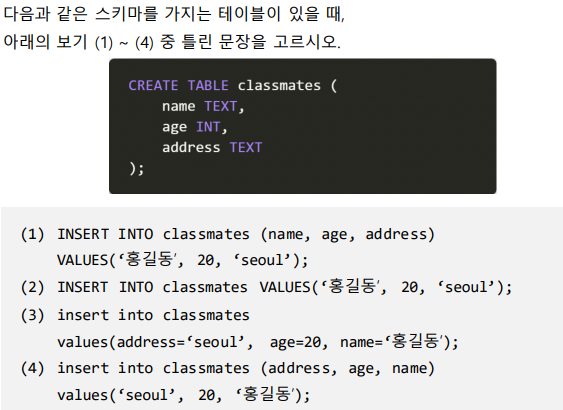 다음과 같은 스키마를 가지는 테이블이 있을 때,
아래의 보기 (1) ~ (4) 중 틀린 문장을 고르시오.
CREATE TABLE classmates (
name TEXT,
age INT,
address TEXT
);
(1) INSERT INTO classmates (name, age, address)
VALUES(‘홍길동’, 20, ‘seoul’);
(2) INSERT INTO classmates VALUES(‘홍길동’, 20, ‘seoul’);
(3) insert into classmates
values(address=‘seoul’, age=20, name=‘홍길동’);
(4) insert into classmates (address, age, name)
values(‘seoul’, 20, ‘홍길동’);